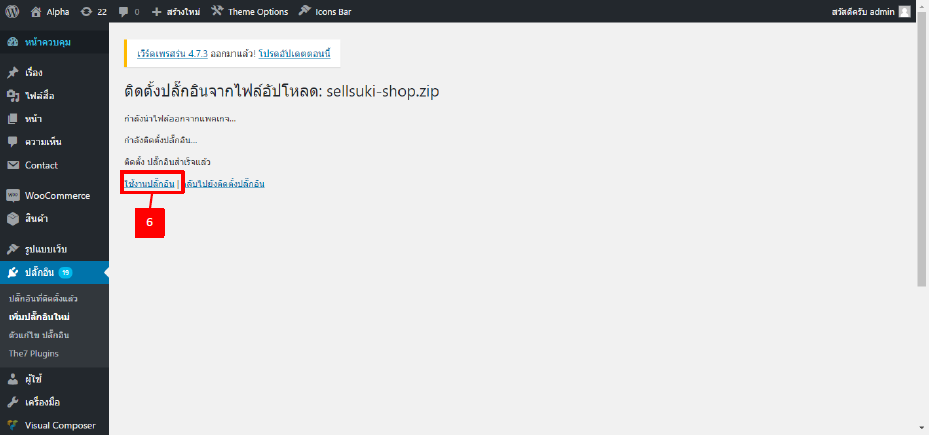 Alpha 22 0 สร้างใหม่ Theme Options Icons Bar สวัสดีครับ admin
หน้าควบคุม
เรื่อง
ไฟล์สื่อ
หน้า
ความเห็น
Contact
WooCommerce
สินค้า
รูปแบบเว็บ
ปลั๊กอิน 19
ปลั๊กอินที่ติดตั้งแล้ว
เพิ่มปลั๊กอินใหม่
ตัวแก้ไข ปลั๊กอิน
The7 Plugins
ผู้ใช้
เครื่องมือ
Visual Composer
เวิร์ดเพรสรุ่น 4.7.3 ออกมาแล้ว! โปรดอัปเดตตอนนี้
ติดตั้งปลั๊กอินจากไฟล์อัปโหลด: sellsuki-shop.zip
กำลังนำไฟล์ออกจากแพคเกจ...
กำลังติดตั้งปลั๊กอิน...
ติดตั้ง ปลั๊กอินสำเร็จแล้ว
ใช้งานปลั๊กอิน | กลับไปยังติดตั้งปลั๊กอิน
6